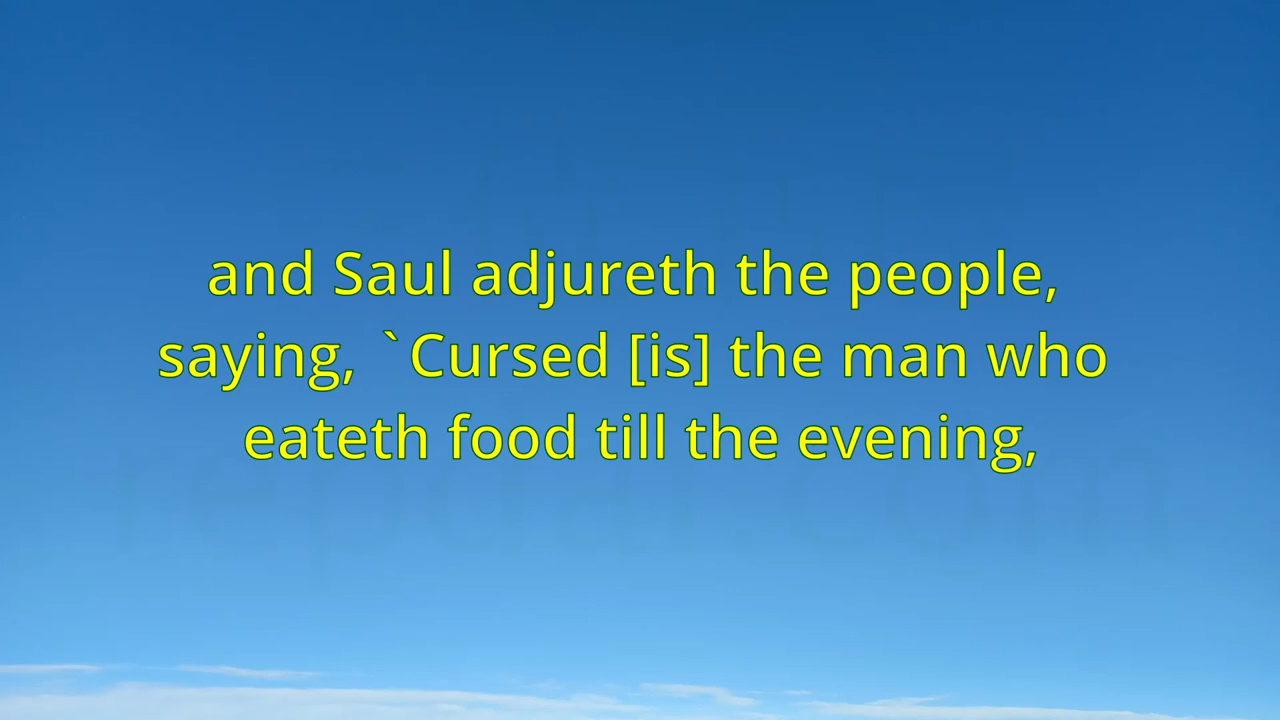 and Saul adjureth the people,
saying, `Cursed [is] the man who
eateth food till the evening,